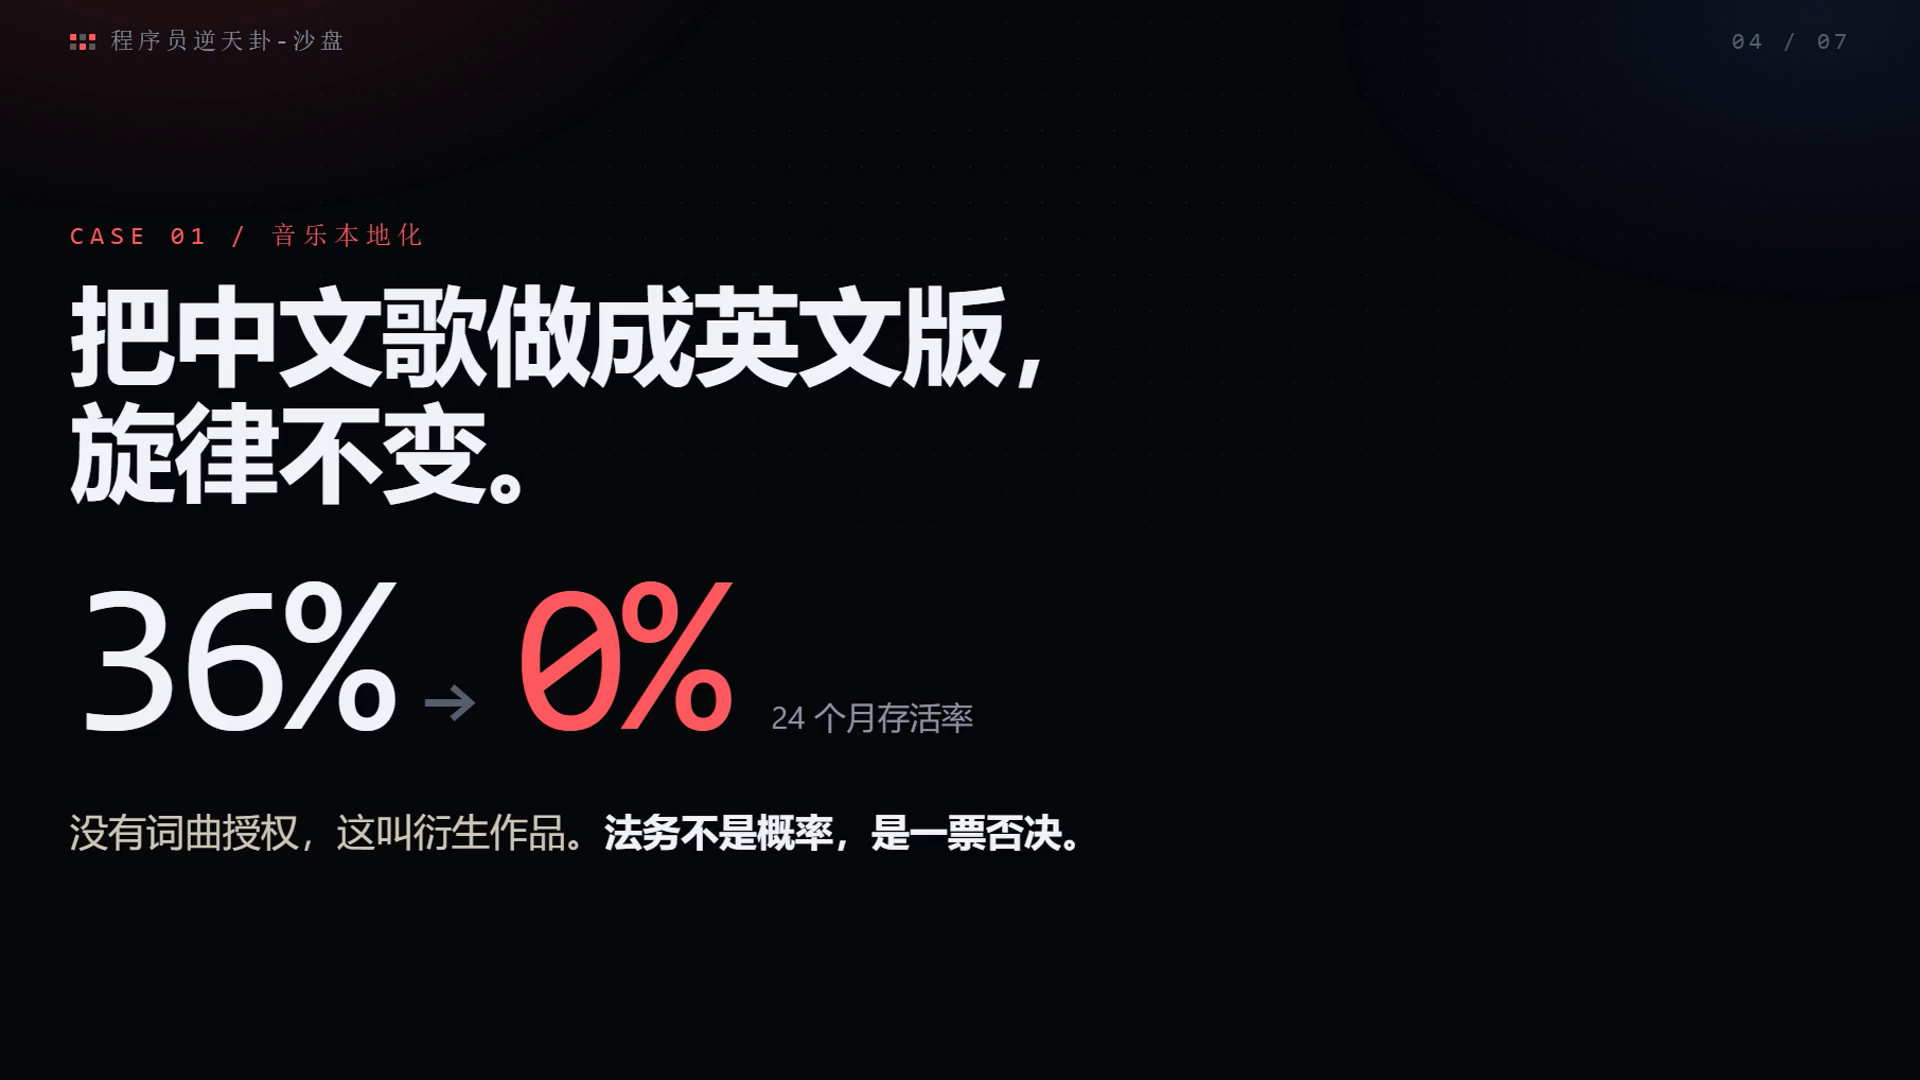 程序员逆天卦-沙盘
04 / 07
CASE 01 / 音乐本地化
把中文歌做成英文版，
旋律不变。
36% → 0% 24 个月存活率
没有词曲授权，这叫衍生作品。法务不是概率，是一票否决。